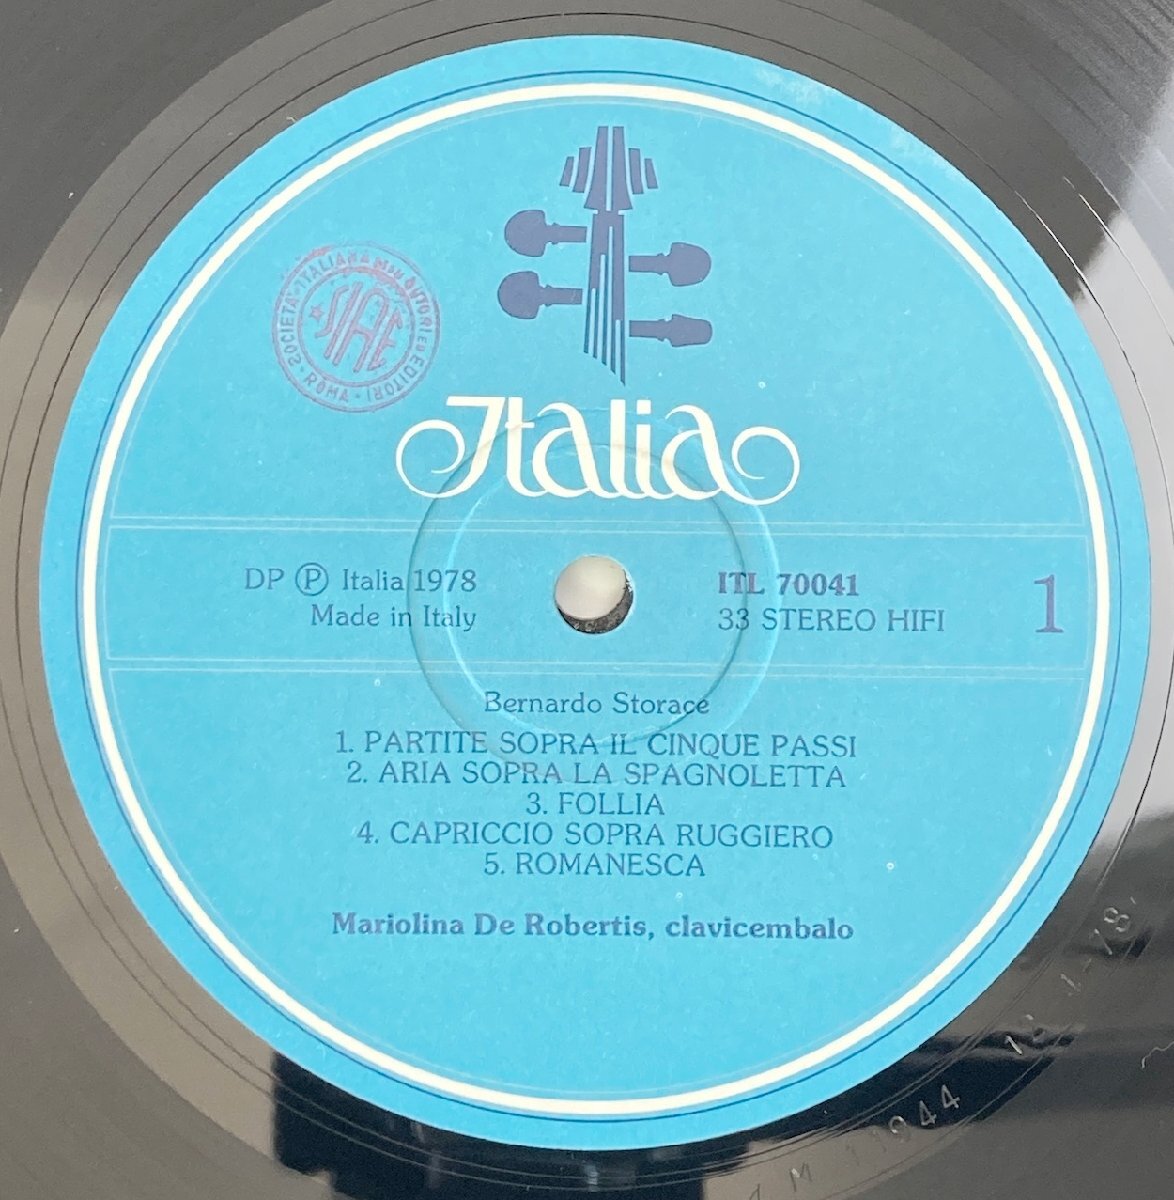 SOCIETÀ ITALIANA AUTORI ED EDITORI
SIAE
ROMA
Italia
DP Ⓟ Italia 1978
Made in Italy
ITL 70041
33 STEREO HIFI
1
Bernardo Storace
1. PARTITE SOPRA IL CINQUE PASSI
2. ARIA SOPRA LA SPAGNOLETTA
3. FOLLIA
4. CAPRICCIO SOPRA RUGGIERO
5. ROMANESCA
Mariolina De Robertis, clavicembalo